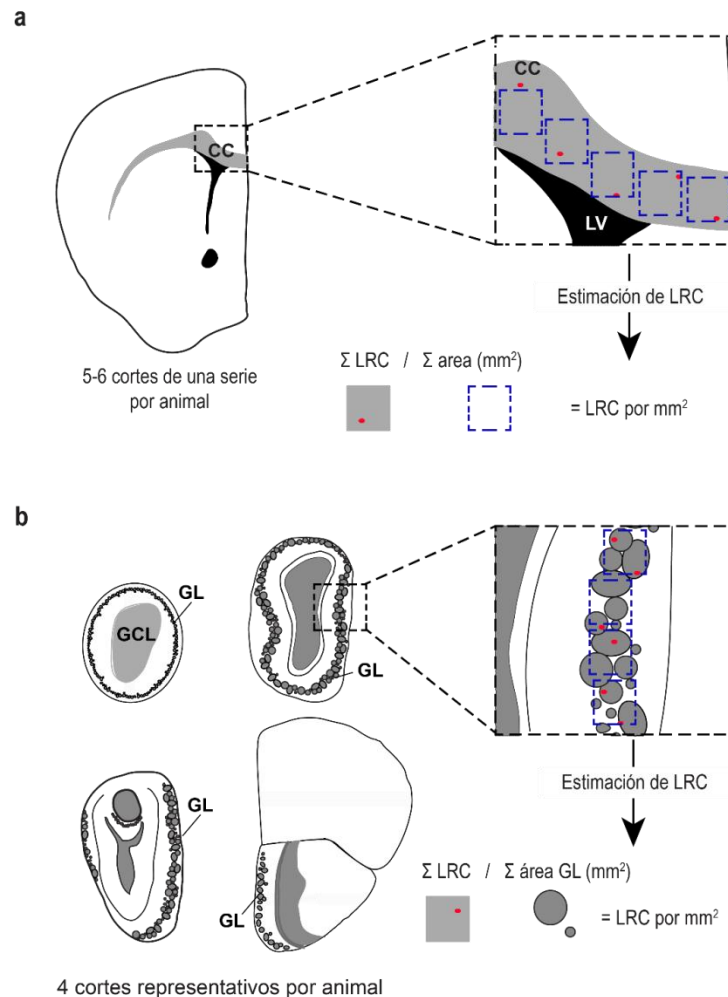 a
CC
CC
LV
Estimación de LRC
5-6 cortes de una serie
por animal
Σ LRC / Σ area (mm²)
= LRC por mm²
b
GL
GCL
GL
GL
GL
Estimación de LRC
Σ LRC / Σ área GL (mm²)
= LRC por mm²
4 cortes representativos por animal